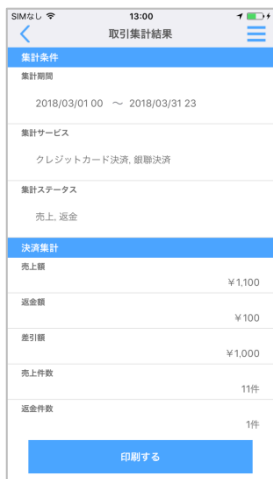 SIMなし 13:00
取引集計結果
集計条件
集計期間
2018/03/01 00 ～ 2018/03/31 23
集計サービス
クレジットカード決済, 銀聯決済
集計ステータス
売上, 返金
決済集計
売上額
￥1,100
返金額
￥100
差引額
￥1,000
売上件数
11件
返金件数
1件
印刷する